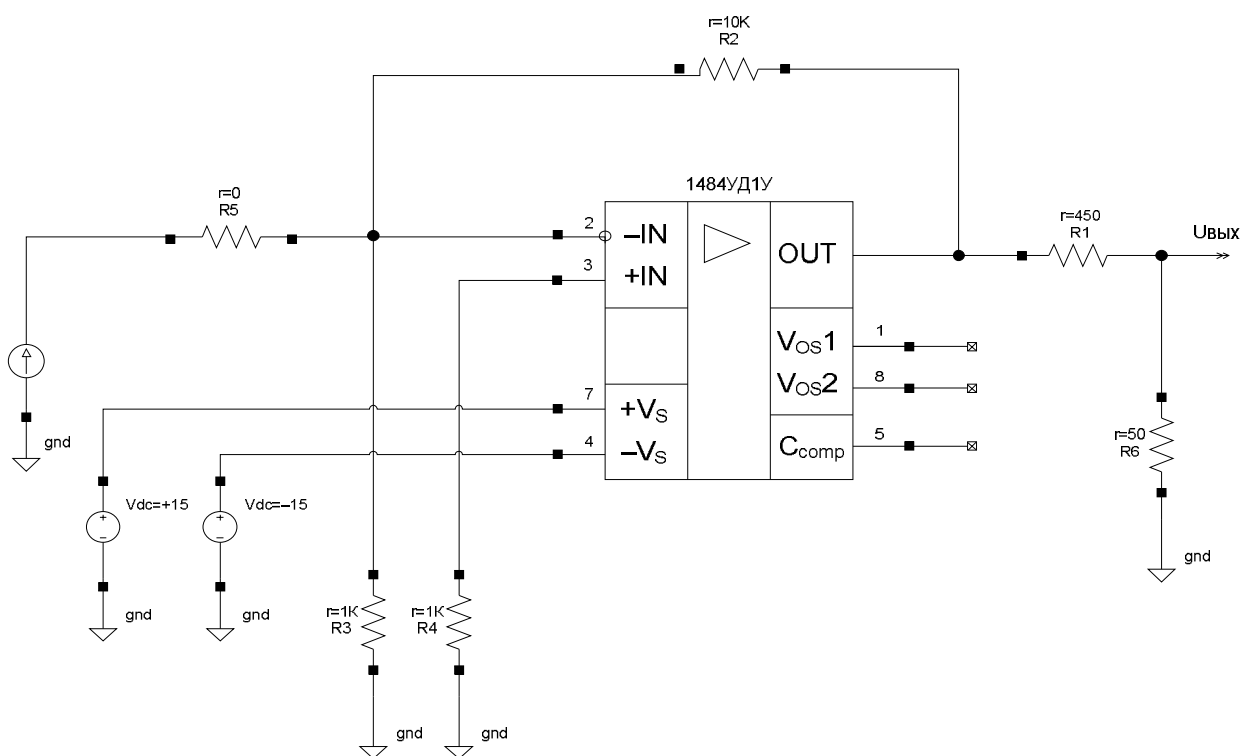 r=10K
R2
1484УД1У
r=0
R5
2
–IN
3
+IN
OUT
r=450
R1
Uвых
VOS1
1
VOS2
8
7
+VS
4
–VS
Ccomp
5
gnd
Vdc=+15
Vdc=–15
r=50
R6
gnd
gnd
gnd
r=1K
R3
r=1K
R4
gnd
gnd